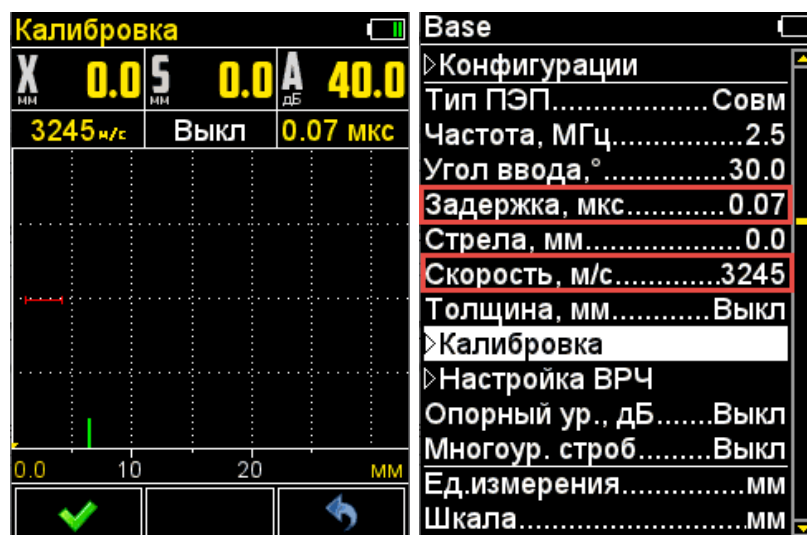 Калибровка
X мм 0.0 S мм 0.0 A дБ 40.0
3245 м/с Выкл 0.07 мкс
0.0 10 20 мм
Base
Конфигурации
Тип ПЭП...................Совм
Частота, МГц...............2.5
Угол ввода,°...............30.0
Задержка, мкс............0.07
Стрела, мм..................0.0
Скорость, м/с.............3245
Толщина, мм............Выкл
Калибровка
Настройка ВРЧ
Опорный ур., дБ.......Выкл
Многоур. строб.........Выкл
Ед.измерения...............мм
Шкала..........................мм